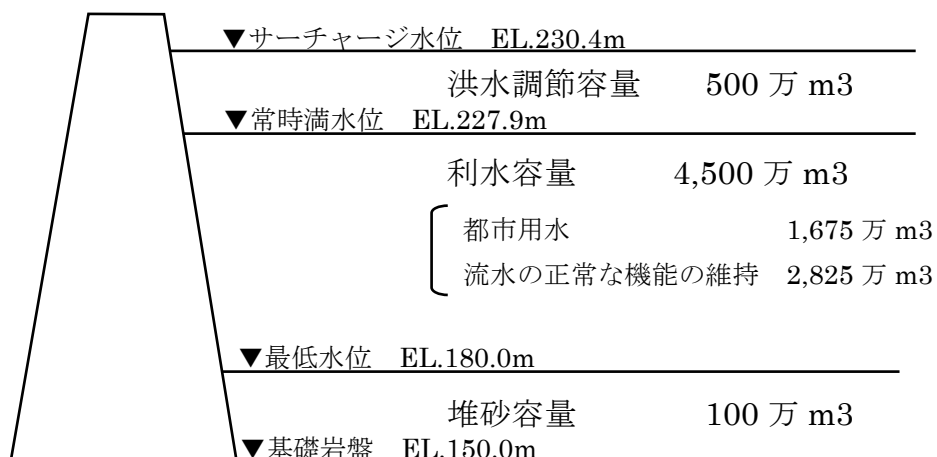 ▼サーチャージ水位 EL.230.4m
洪水調節容量 500 万 m3
▼常時満水位 EL.227.9m
利水容量 4,500 万 m3
都市用水 1,675 万 m3
流水の正常な機能の維持 2,825 万 m3
▼最低水位 EL.180.0m
堆砂容量 100 万 m3
▼基礎岩盤 EL.150.0m